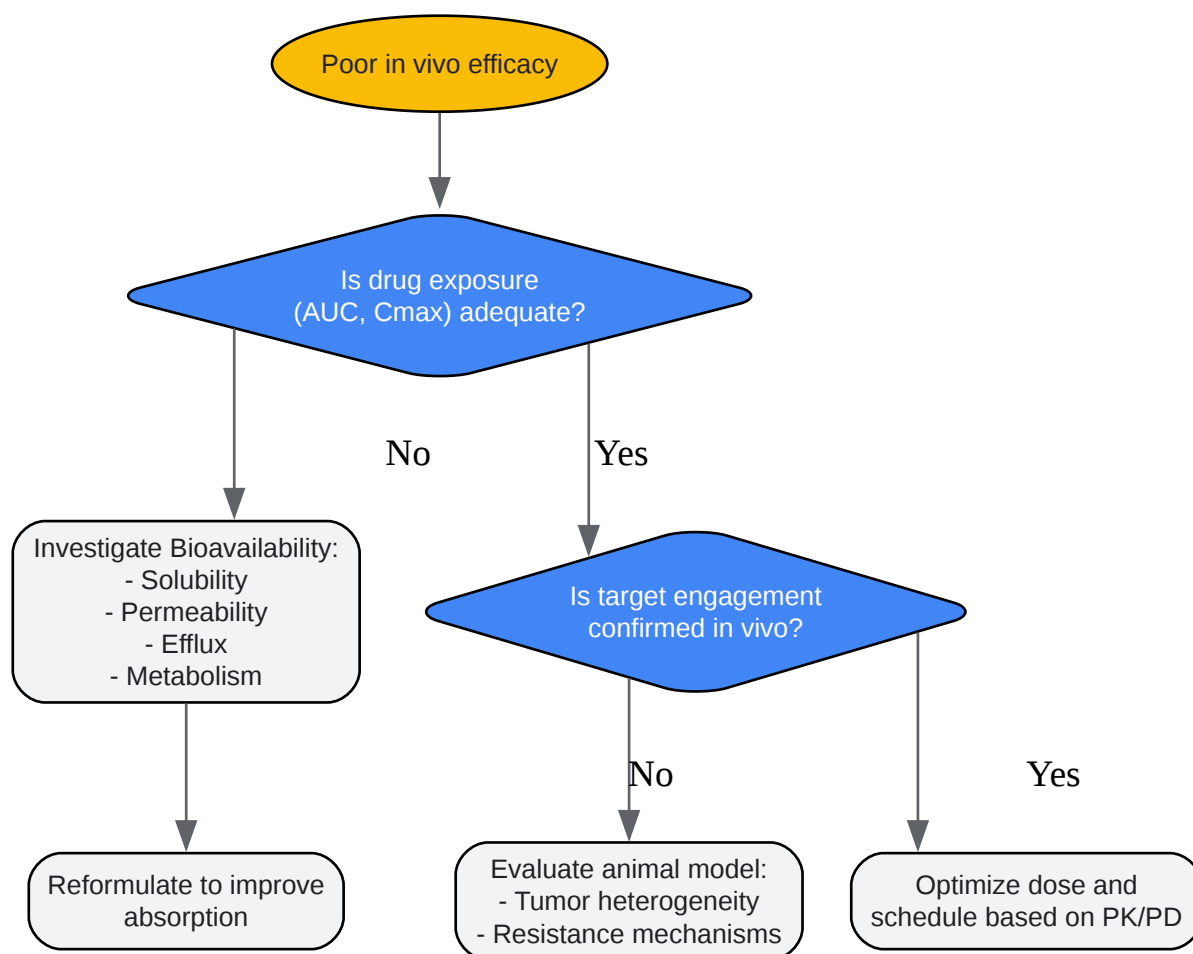 Poor in vivo efficacy
Is drug exposure
(AUC, Cmax) adequate?
No
Yes
Investigate Bioavailability:
- Solubility
- Permeability
- Efflux
- Metabolism
Is target engagement
confirmed in vivo?
No
Yes
Reformulate to improve
absorption
Evaluate animal model:
- Tumor heterogeneity
- Resistance mechanisms
Optimize dose and
schedule based on PK/PD